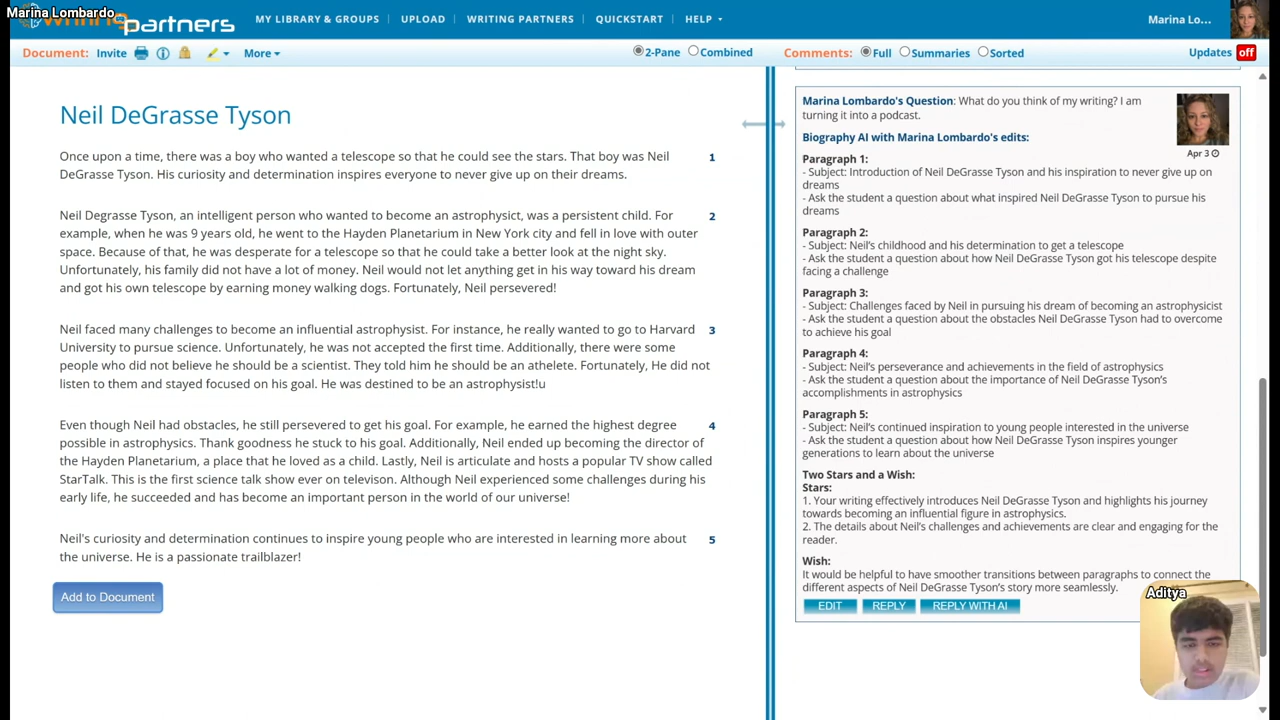 Marina Lombardo
partners
MY LIBRARY & GROUPS UPLOAD WRITING PARTNERS QUICKSTART HELP
Marina Lo...
Document: Invite More 2-Pane Combined
Comments: Full Summaries Sorted Updates off
Neil DeGrasse Tyson
Once upon a time, there was a boy who wanted a telescope so that he could see the stars. That boy was Neil 1
DeGrasse Tyson. His curiosity and determination inspires everyone to never give up on their dreams.
Neil Degrasse Tyson, an intelligent person who wanted to become an astrophysict, was a persistent child. For 2
example, when he was 9 years old, he went to the Hayden Planetarium in New York city and fell in love with outer
space. Because of that, he was desperate for a telescope so that he could take a better look at the night sky.
Unfortunately, his family did not have a lot of money. Neil would not let anything get in his way toward his dream
and got his own telescope by earning money walking dogs. Fortunately, Neil persevered!
Neil faced many challenges to become an influential astrophysist. For instance, he really wanted to go to Harvard 3
University to pursue science. Unfortunately, he was not accepted the first time. Additionally, there were some
people who did not believe he should be a scientist. They told him he should be an athelete. Fortunately, He did not
listen to them and stayed focused on his goal. He was destined to be an astrophysist!u
Even though Neil had obstacles, he still persevered to get his goal. For example, he earned the highest degree 4
possible in astrophysics. Thank goodness he stuck to his goal. Additionally, Neil ended up becoming the director of
the Hayden Planetarium, a place that he loved as a child. Lastly, Neil is articulate and hosts a popular TV show called
StarTalk. This is the first science talk show ever on televison. Although Neil experienced some challenges during his
early life, he succeeded and has become an important person in the world of our universe!
Neil's curiosity and determination continues to inspire young people who are interested in learning more about 5
the universe. He is a passionate trailblazer!
Add to Document
Marina Lombardo's Question: What do you think of my writing? I am
turning it into a podcast.
Apr 3
Biography AI with Marina Lombardo's edits:
Paragraph 1:
- Subject: Introduction of Neil DeGrasse Tyson and his inspiration to never give up on
dreams
- Ask the student a question about what inspired Neil DeGrasse Tyson to pursue his
dreams
Paragraph 2:
- Subject: Neil's childhood and his determination to get a telescope
- Ask the student a question about how Neil DeGrasse Tyson got his telescope despite
facing a challenge
Paragraph 3:
- Subject: Challenges faced by Neil in pursuing his dream of becoming an astrophysicist
- Ask the student a question about the obstacles Neil DeGrasse Tyson had to overcome
to achieve his goal
Paragraph 4:
- Subject: Neil's perseverance and achievements in the field of astrophysics
- Ask the student a question about the importance of Neil DeGrasse Tyson's
accomplishments in astrophysics
Paragraph 5:
- Subject: Neil's continued inspiration to young people interested in the universe
- Ask the student a question about how Neil DeGrasse Tyson inspires younger
generations to learn about the universe
Two Stars and a Wish:
Stars:
1. Your writing effectively introduces Neil DeGrasse Tyson and highlights his journey
towards becoming an influential figure in astrophysics.
2. The details about Neil's challenges and achievements are clear and engaging for the
reader.
Wish:
It would be helpful to have smoother transitions between paragraphs to connect the
different aspects of Neil DeGrasse Tyson's story more seamlessly.
EDIT REPLY REPLY WITH AI
Aditya